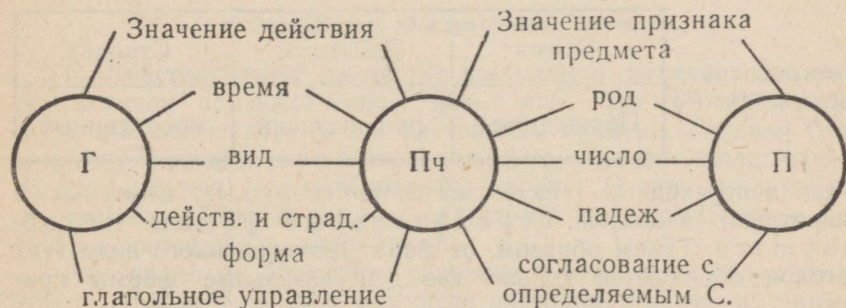 Значение действия
время
вид
действ. и страд.
форма
глагольное управление
Значение признака
предмета
род
число
падеж
согласование с
определяемым С.
Г
Пч
П